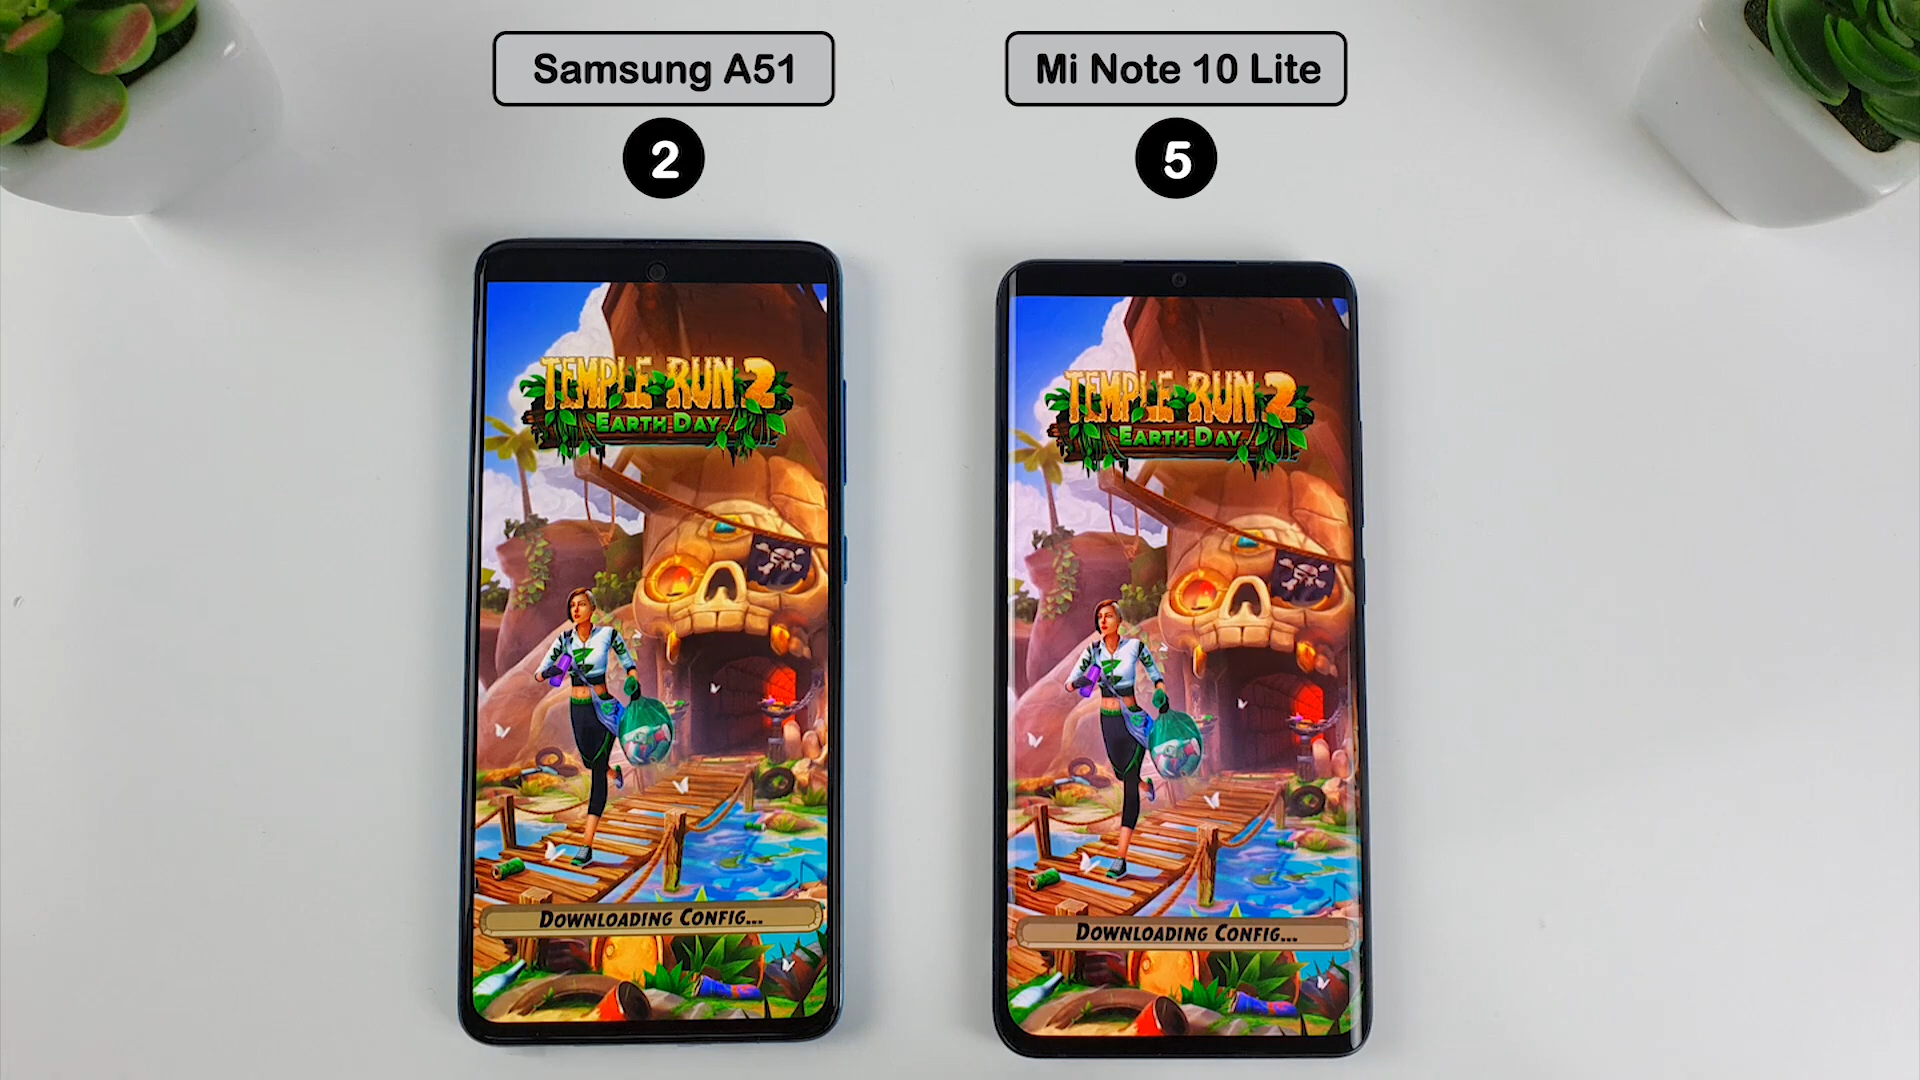 Samsung A51
Mi Note 10 Lite
2
5
TEMPLE RUN 2
EARTH DAY
DOWNLOADING CONFIG...
TEMPLE RUN 2
EARTH DAY
DOWNLOADING CONFIG...